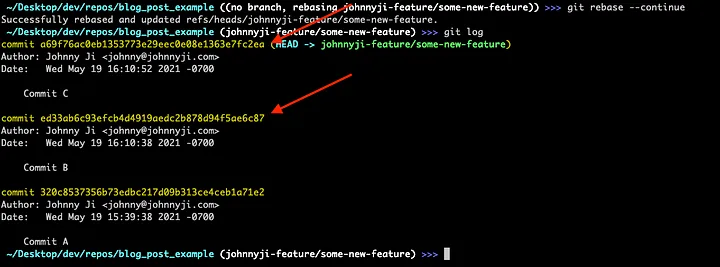 ~/Desktop/dev/repos/blog_post_example ((no branch, rebasing johnnyji-feature/some-new-feature)) >>> git rebase --continue
Successfully rebased and updated refs/heads/johnnyji-feature/some-new-feature.
~/Desktop/dev/repos/blog_post_example (johnnyji-feature/some-new-feature) >>> git log
commit a69f76ac0eb1353773e29eec0e08e1363e7fc2ea (HEAD -> johnnyji-feature/some-new-feature)
Author: Johnny Ji <johnny@johnnyji.com>
Date:   Wed May 19 16:10:52 2021 -0700
Commit C
commit ed33ab6c93efcb4d4919aedc2b878d94f5ae6c87
Author: Johnny Ji <johnny@johnnyji.com>
Date:   Wed May 19 16:10:38 2021 -0700
Commit B
commit 320c8537356b73edbc217d09b313ce4ceb1a71e2
Author: Johnny Ji <johnny@johnnyji.com>
Date:   Wed May 19 15:39:38 2021 -0700
Commit A
~/Desktop/dev/repos/blog_post_example (johnnyji-feature/some-new-feature) >>>